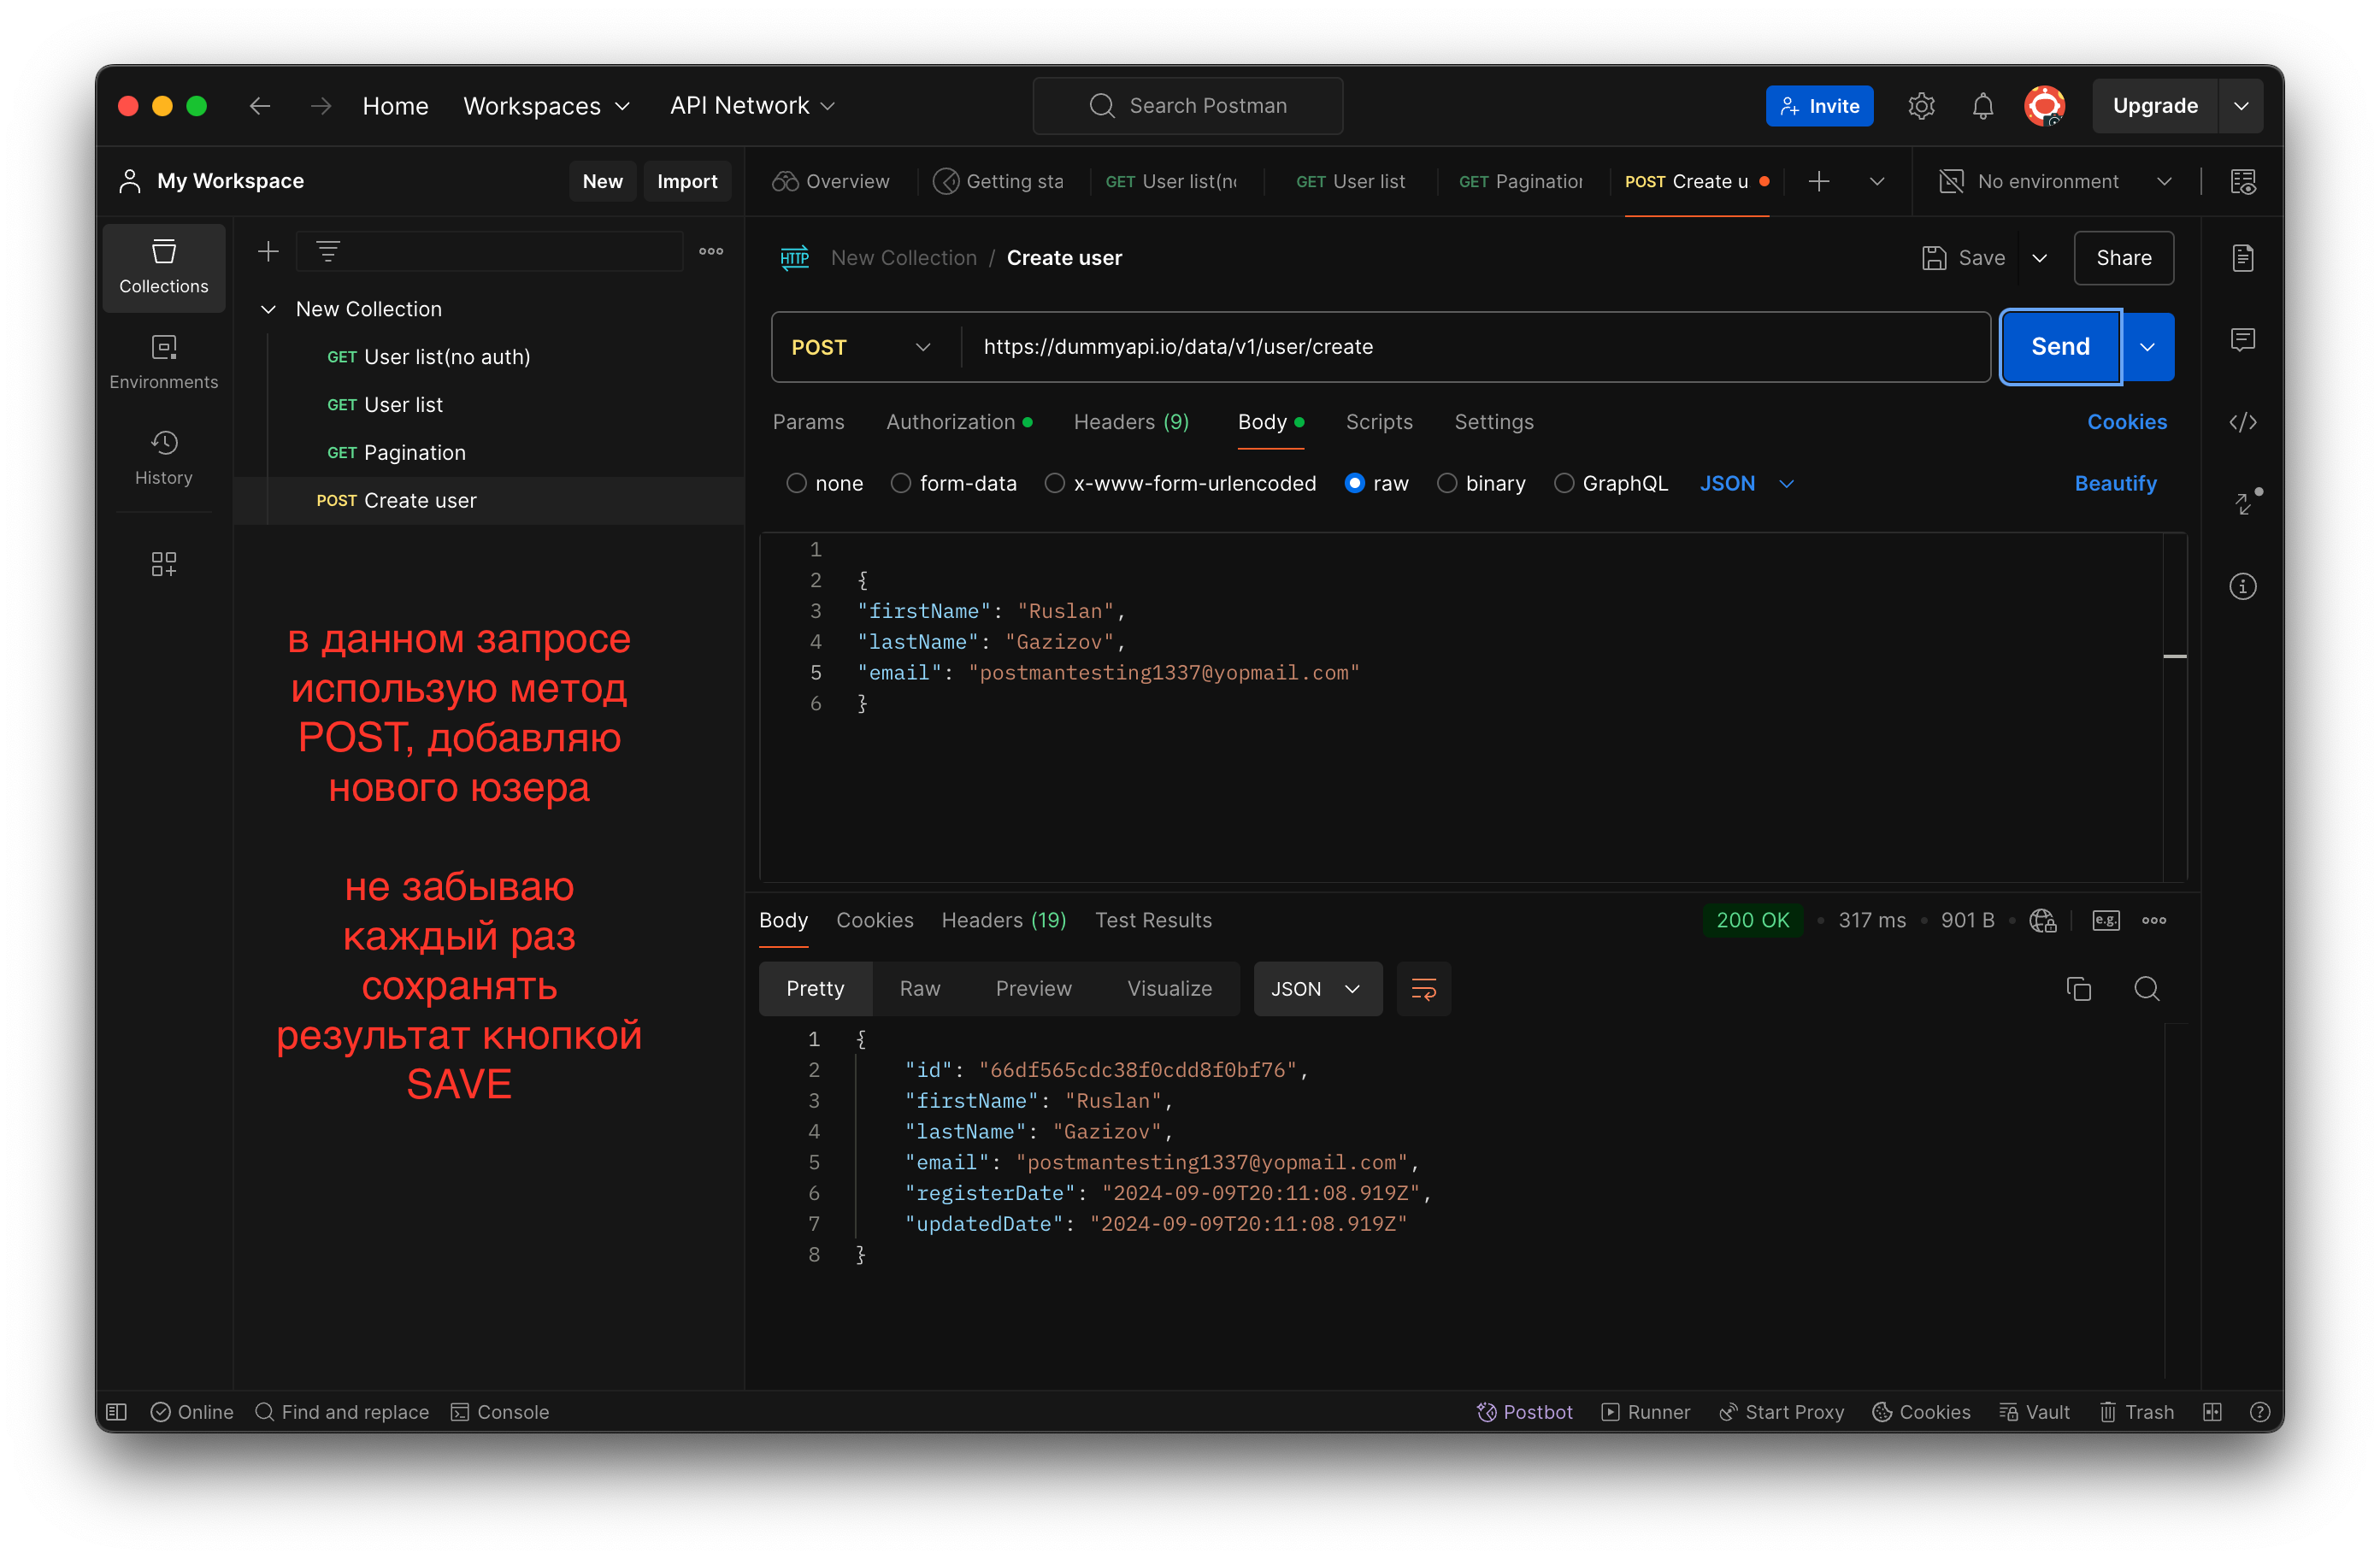 Home Workspaces API Network Search Postman Invite Upgrade
My Workspace New Import
Overview Getting sta GET User list(no GET User list GET Pagination POST Create u No environment
Collections
Environments
History
New Collection
GET User list(no auth)
GET User list
GET Pagination
POST Create user
в данном запросе
использую метод
POST, добавляю
нового юзера
не забываю
каждый раз
сохранять
результат кнопкой
SAVE
HTTP New Collection / Create user Save Share
POST https://dummyapi.io/data/v1/user/create Send
Params Authorization Headers (9) Body Scripts Settings Cookies
none form-data x-www-form-urlencoded raw binary GraphQL JSON Beautify
1
2 {
3 "firstName": "Ruslan",
4 "lastName": "Gazizov",
5 "email": "postmantesting1337@yopmail.com"
6 }
Body Cookies Headers (19) Test Results 200 OK 317 ms 901 B e.g.
Pretty Raw Preview Visualize JSON
1 {
2 "id": "66df565cdc38f0cdd8f0bf76",
3 "firstName": "Ruslan",
4 "lastName": "Gazizov",
5 "email": "postmantesting1337@yopmail.com",
6 "registerDate": "2024-09-09T20:11:08.919Z",
7 "updatedDate": "2024-09-09T20:11:08.919Z"
8 }
Online Find and replace Console Postbot Runner Start Proxy Cookies Vault Trash